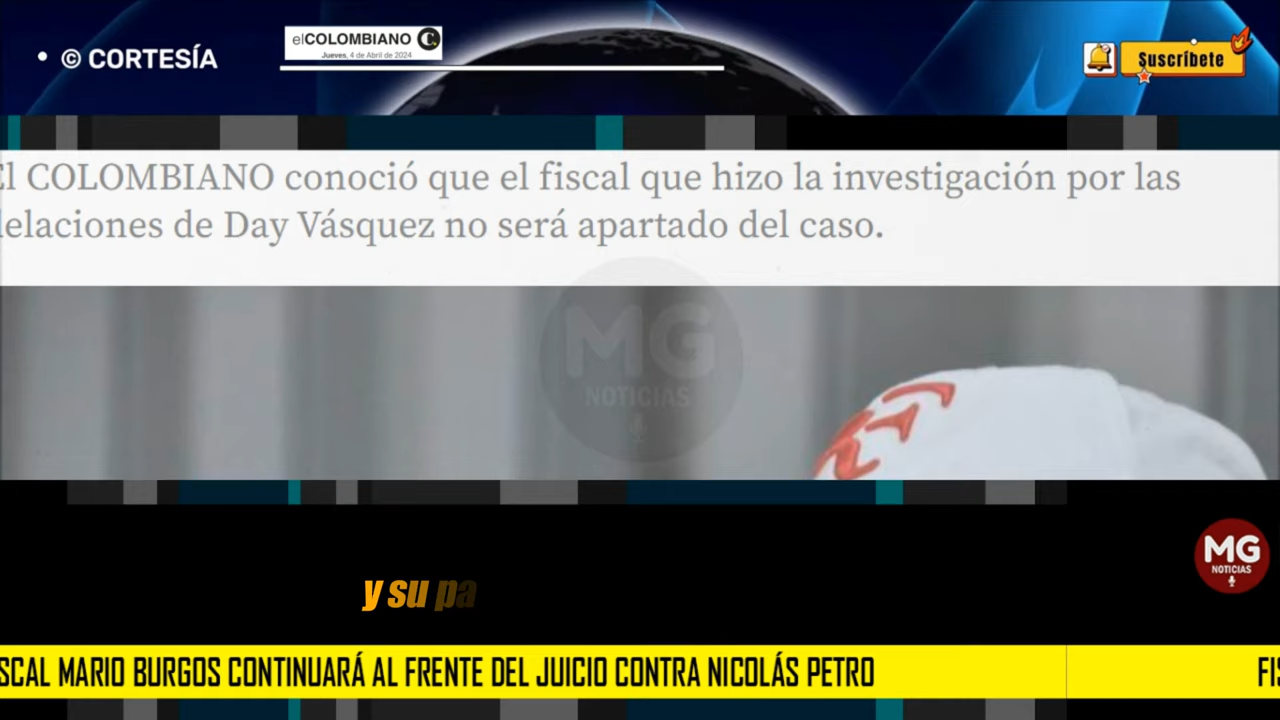 © CORTESÍA
elCOLOMBIANO C
Jueves, 4 de Abril de 2024
Suscríbete
El COLOMBIANO conoció que el fiscal que hizo la investigación por las
delaciones de Day Vásquez no será apartado del caso.
MG
NOTICIAS
MG
NOTICIAS
y su pa
SCAL MARIO BURGOS CONTINUARÁ AL FRENTE DEL JUICIO CONTRA NICOLÁS PETRO
FIS